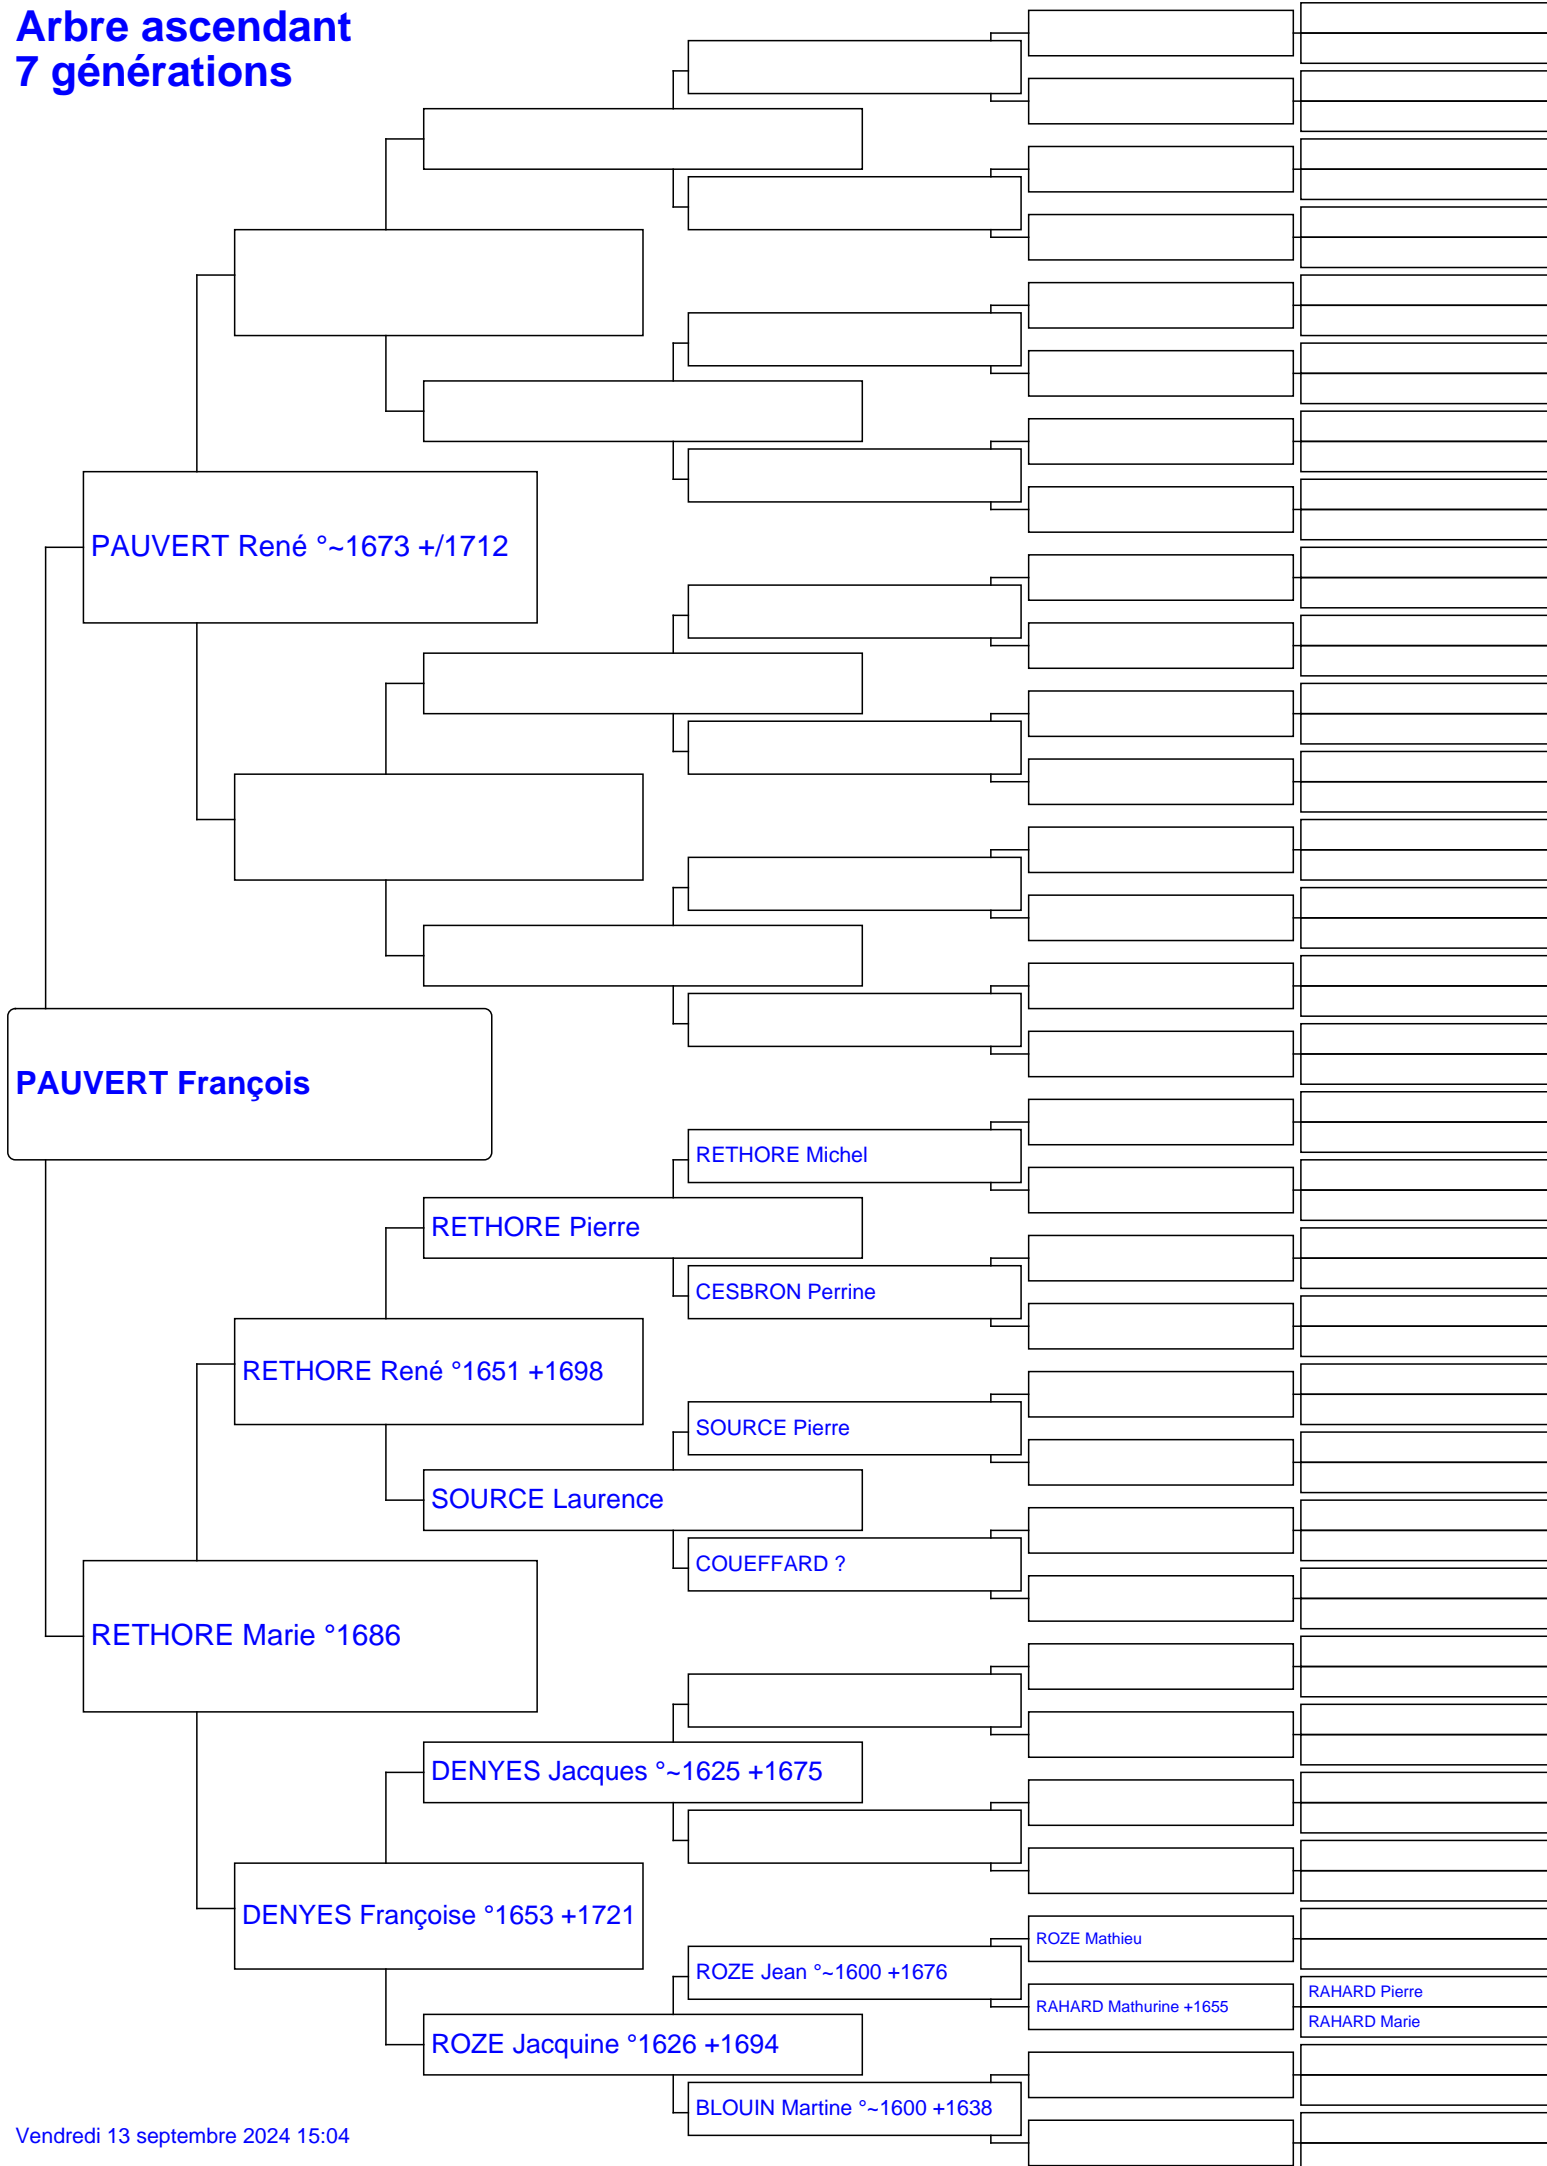 Arbre ascendant
7 générations
PAUVERT René °~1673 +/1712
PAUVERT François
RETHORE Michel
RETHORE Pierre
CESBRON Perrine
RETHORE René °1651 +1698
SOURCE Pierre
SOURCE Laurence
COUEFFARD ?
RETHORE Marie °1686
DENYES Jacques °~1625 +1675
DENYES Françoise °1653 +1721
ROZE Mathieu
ROZE Jean °~1600 +1676
RAHARD Pierre
RAHARD Mathurine +1655
RAHARD Marie
ROZE Jacquine °1626 +1694
BLOUIN Martine °~1600 +1638
Vendredi 13 septembre 2024 15:04